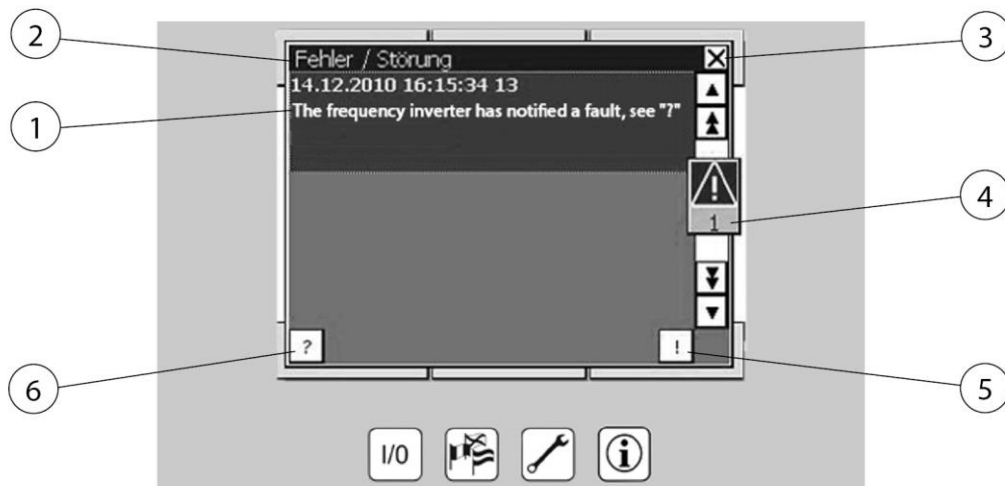 2
3
Fehler / Störung
14.12.2010 16:15:34 13
1
The frequency inverter has notified a fault, see "?"
4
1
?
!
6
5
I/0
i